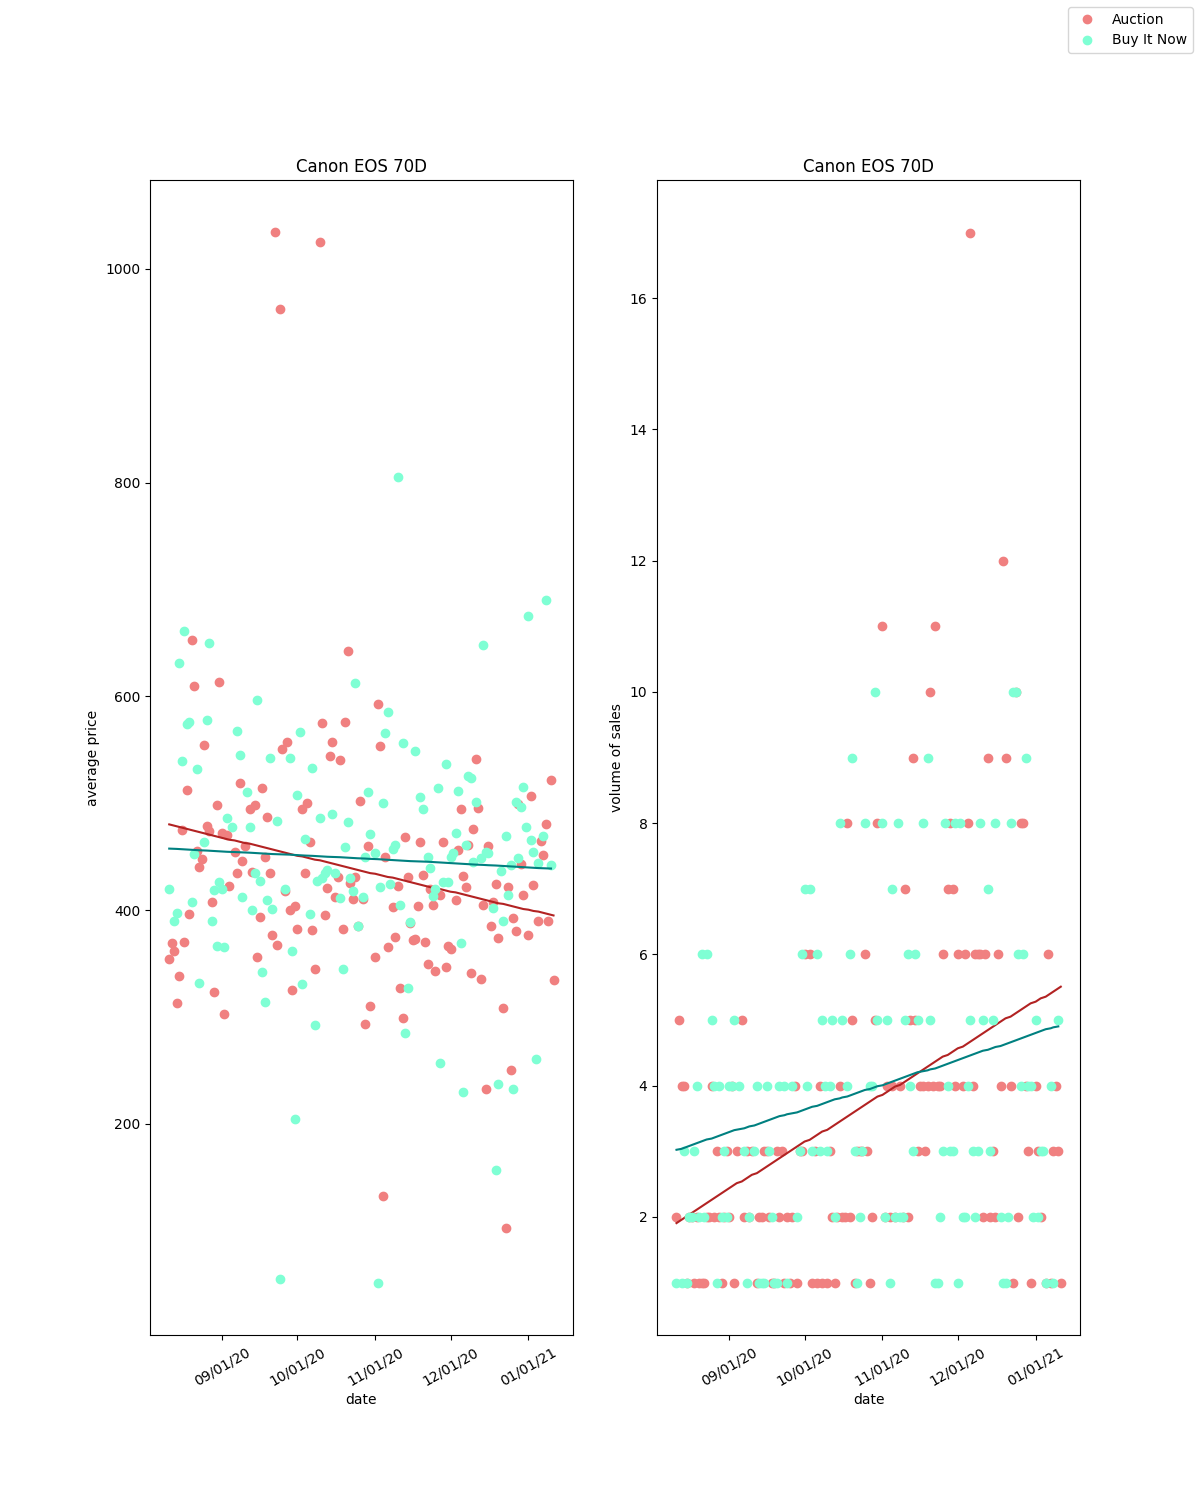 Auction
Buy It Now
Canon EOS 70D
average price
1000
800
600
400
200
09/01/20
10/01/20
11/01/20
12/01/20
01/01/21
date
Canon EOS 70D
volume of sales
16
14
12
10
8
6
4
2
09/01/20
10/01/20
11/01/20
12/01/20
01/01/21
date